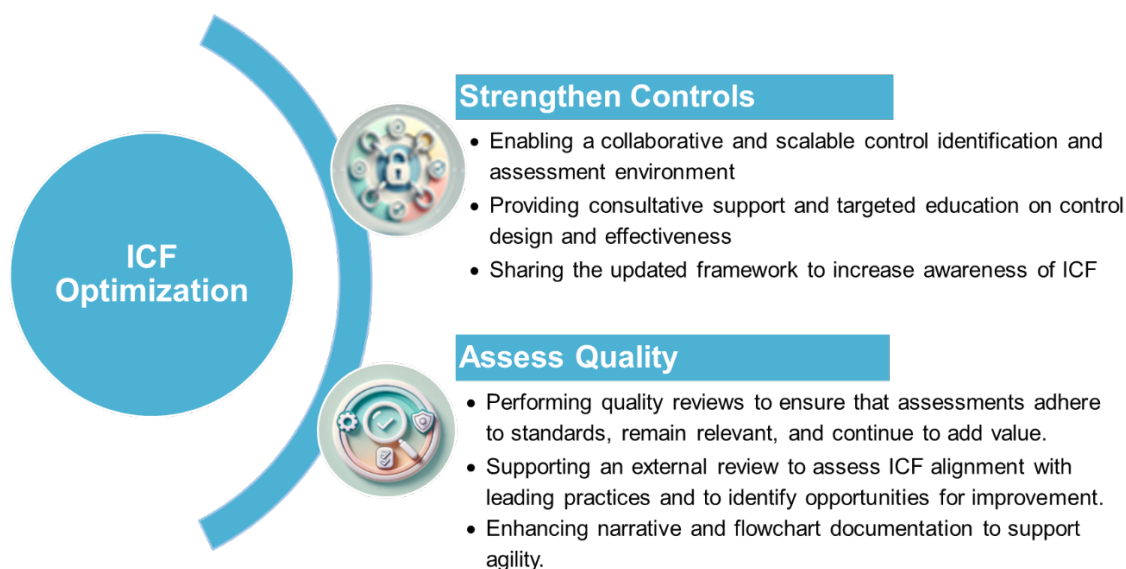 ICF
Optimization
Strengthen Controls
• Enabling a collaborative and scalable control identification and
assessment environment
• Providing consultative support and targeted education on control
design and effectiveness
• Sharing the updated framework to increase awareness of ICF
Assess Quality
• Performing quality reviews to ensure that assessments adhere
to standards, remain relevant, and continue to add value.
• Supporting an external review to assess ICF alignment with
leading practices and to identify opportunities for improvement.
• Enhancing narrative and flowchart documentation to support
agility.